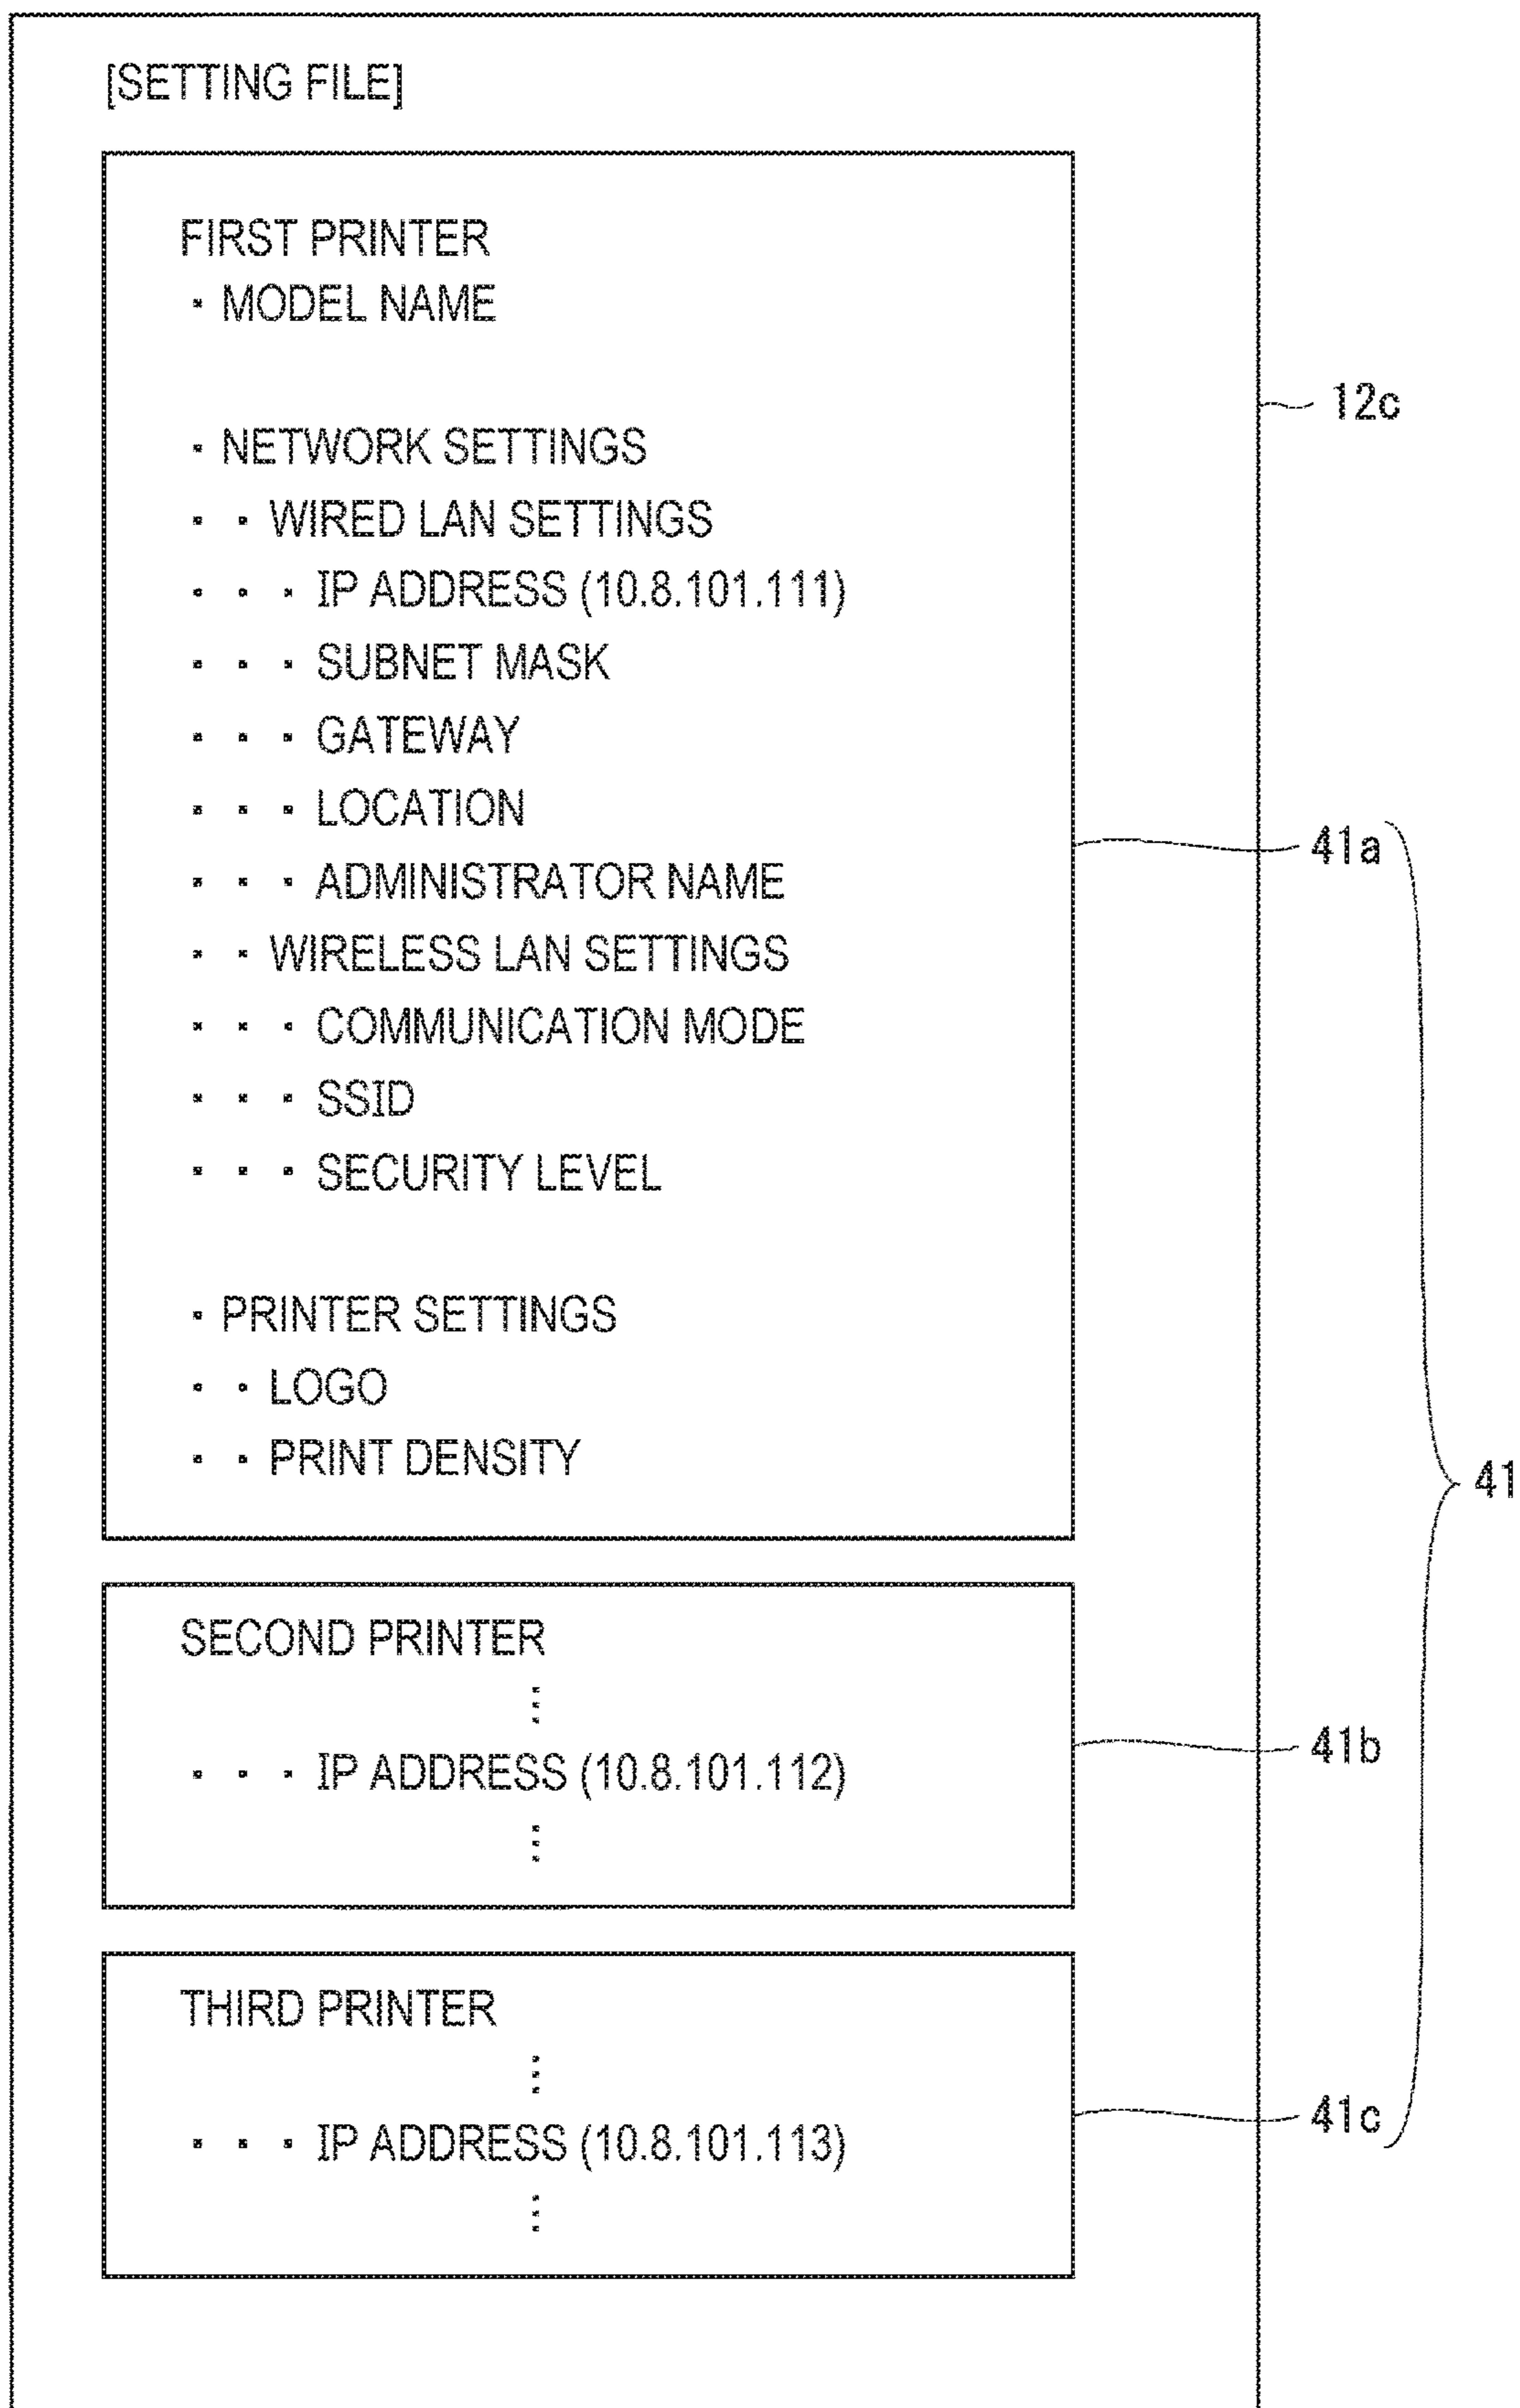 [SETTING FILE]
FIRST PRINTER
・MODEL NAME
12c
・NETWORK SETTINGS
・・WIRED LAN SETTINGS
・・・IP ADDRESS (10.8.101.111)
・・・SUBNET MASK
・・・GATEWAY
・・・LOCATION
41a
・・・ADMINISTRATOR NAME
・・WIRELESS LAN SETTINGS
・・・COMMUNICATION MODE
・・・SSID
・・・SECURITY LEVEL
・PRINTER SETTINGS
・・LOGO
・・PRINT DENSITY
41
SECOND PRINTER
⋮
・・・IP ADDRESS (10.8.101.112)
41b
⋮
THIRD PRINTER
⋮
・・・IP ADDRESS (10.8.101.113)
41c
⋮